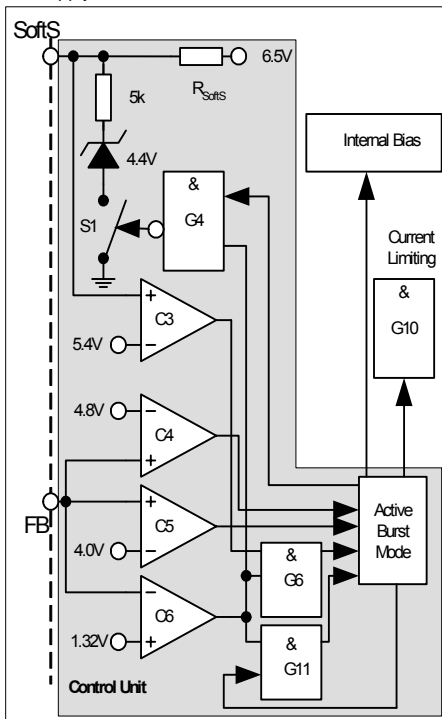 SoftS
6.5V
5k
R SoftS
4.4V
Internal Bias
&
G4
S1
Current
Limiting
&
G10
C3
+
-
5.4V
4.8V
-
C4
+
FB
+
C5
-
4.0V
Active
Burst
Mode
&
G6
-
C6
+
1.32V
&
G11
Control Unit